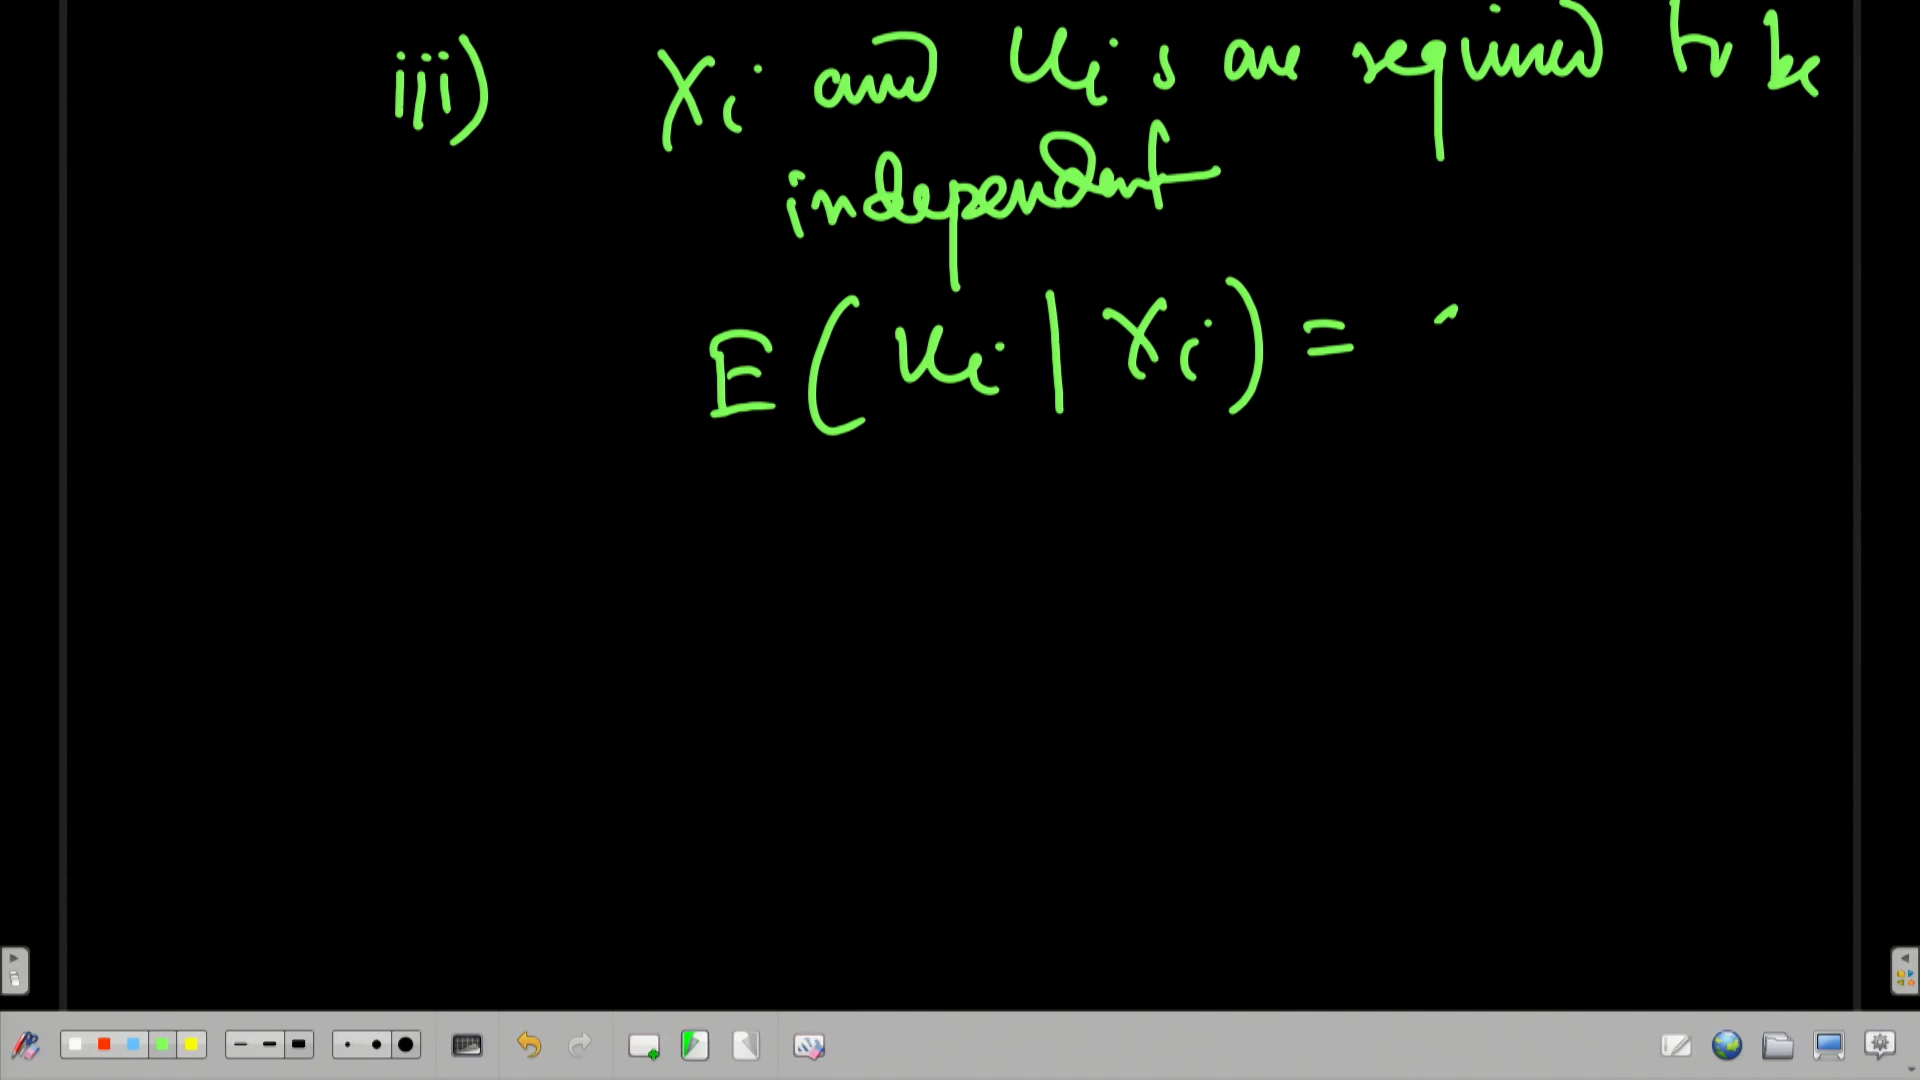 iii) Xi and Ui s are required to be
independent
E(Ui | Xi) =